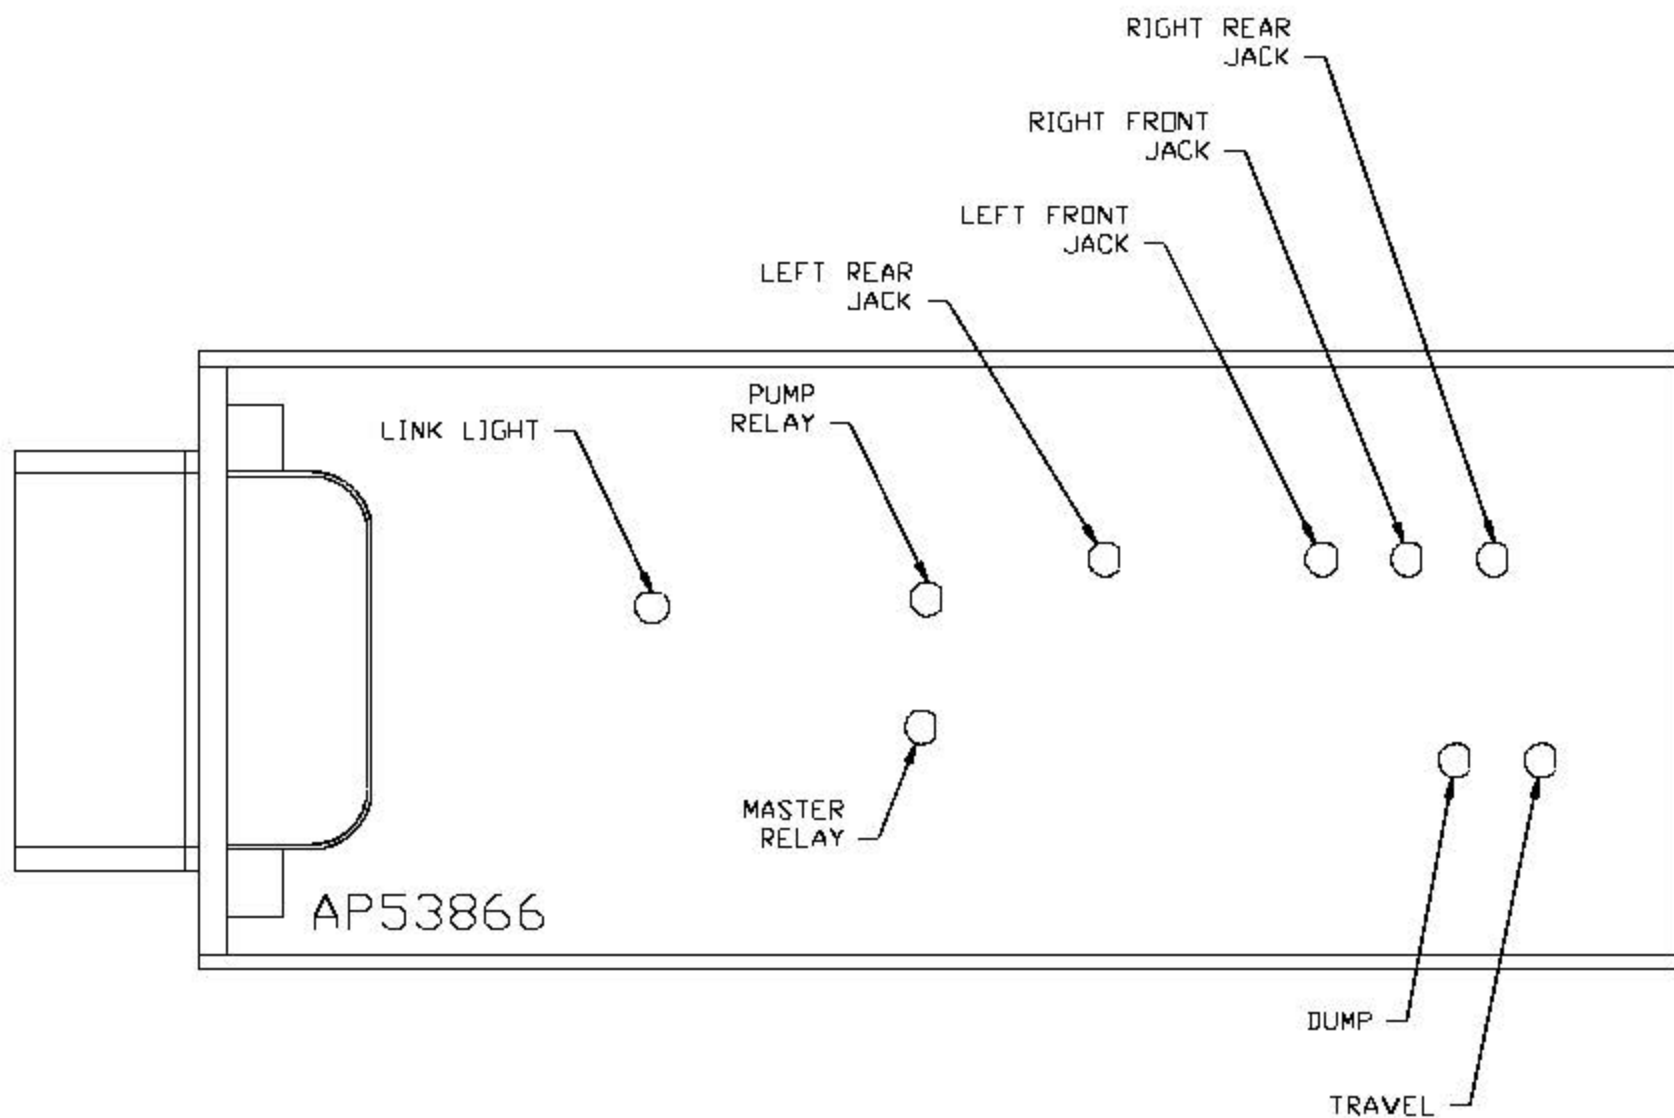 RIGHT REAR
JACK
RIGHT FRONT
JACK
LEFT FRONT
JACK
LEFT REAR
JACK
PUMP
RELAY
LINK LIGHT
MASTER
RELAY
AP53866
DUMP
TRAVEL